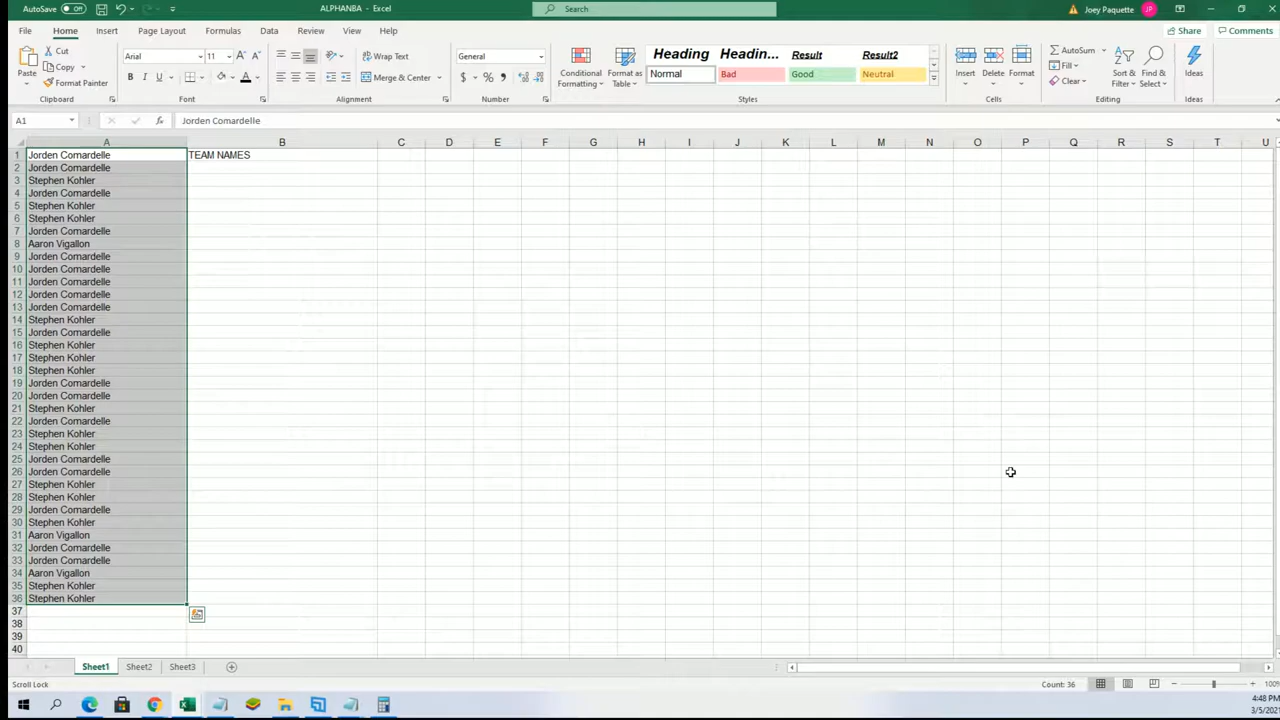 AutoSave Off ALPHANBA - Excel Search Joey Paquette JP
File Home Insert Page Layout Formulas Data Review View Help Share Comments
Paste Cut Copy Format Painter Clipboard
Arial 11 B I U Font
Wrap Text Merge & Center Alignment
General $ % Number
Conditional Formatting Format as Table Heading Headin... Result Result2
Normal Bad Good Neutral Styles
Insert Delete Format Cells
AutoSum Fill Clear Sort & Filter Find & Select Editing
Ideas Ideas
A1 fx Jorden Comardelle
A B C D E F G H I J K L M N O P Q R S T U
1 Jorden Comardelle TEAM NAMES
2 Jorden Comardelle
3 Stephen Kohler
4 Jorden Comardelle
5 Stephen Kohler
6 Stephen Kohler
7 Jorden Comardelle
8 Aaron Vigallon
9 Jorden Comardelle
10 Jorden Comardelle
11 Jorden Comardelle
12 Jorden Comardelle
13 Jorden Comardelle
14 Stephen Kohler
15 Jorden Comardelle
16 Stephen Kohler
17 Stephen Kohler
18 Stephen Kohler
19 Jorden Comardelle
20 Jorden Comardelle
21 Stephen Kohler
22 Jorden Comardelle
23 Stephen Kohler
24 Stephen Kohler
25 Jorden Comardelle
26 Jorden Comardelle
27 Stephen Kohler
28 Stephen Kohler
29 Jorden Comardelle
30 Stephen Kohler
31 Aaron Vigallon
32 Jorden Comardelle
33 Jorden Comardelle
34 Aaron Vigallon
35 Stephen Kohler
36 Stephen Kohler
37
38
39
40
Sheet1 Sheet2 Sheet3
Scroll Lock Count: 36 100%
4:48 PM
3/5/2021